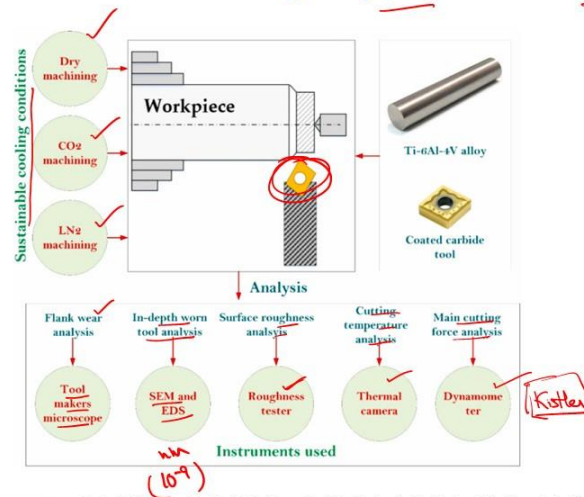 Sustainable cooling conditions
Dry
machining
CO2
machining
LN2
machining
Workpiece
Ti-6Al-4V alloy
Coated carbide
tool
Analysis
Flank wear
analysis
In-depth worn
tool analysis
Surface roughness
analysis
Cutting
temperature
analysis
Main cutting
force analysis
Tool
makers
microscope
SEM and
EDS
Roughness
tester
Thermal
camera
Dynamome
ter
Kistler
Instruments used
nm
(10⁻⁹)